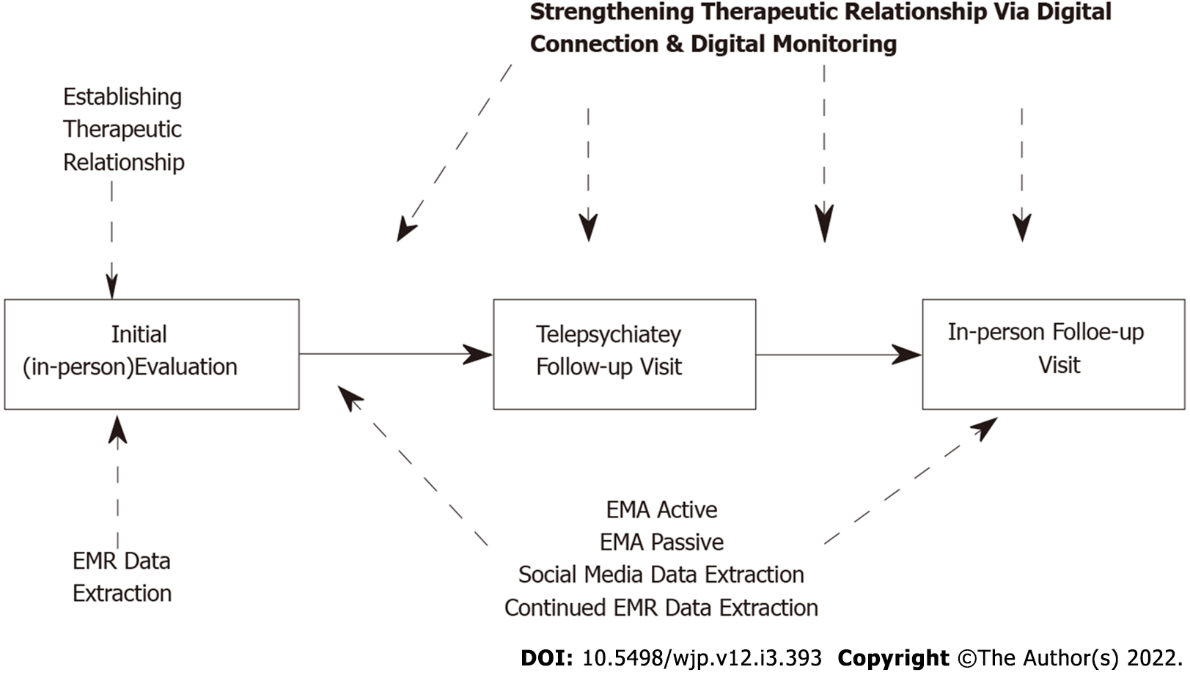 Strengthening Therapeutic Relationship Via Digital
Connection & Digital Monitoring
Establishing
Therapeutic
Relationship
Initial
(in-person)Evaluation
Telepsychiatey
Follow-up Visit
In-person Folloe-up
Visit
EMR Data
Extraction
EMA Active
EMA Passive
Social Media Data Extraction
Continued EMR Data Extraction
DOI: 10.5498/wjp.v12.i3.393 Copyright ©The Author(s) 2022.